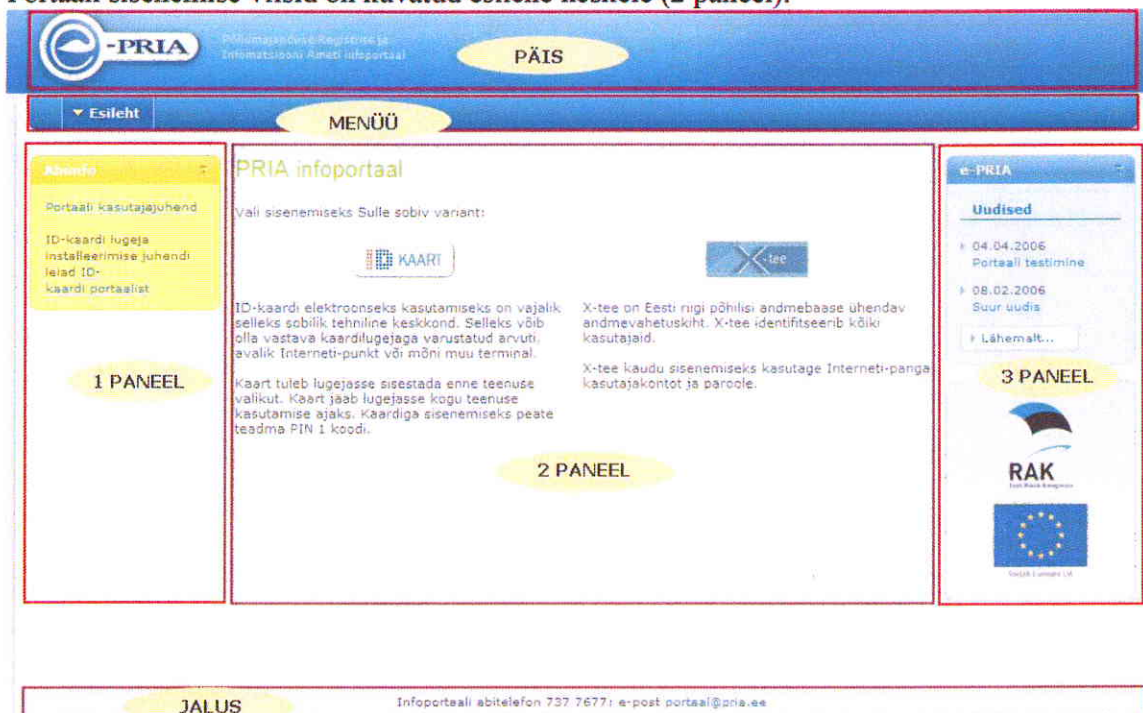 Portaali sisenemise viisid on kuvatud esilehe keskele (2 paneel).
e-PRIA
Põllumajanduse Registrite ja
Informatsiooni Ameti infoportaal
PÄIS
Esileht
MENÜÜ
Abiinfo
Portaali kasutajajuhend
ID-kaardi lugeja
installeerimise juhendi
leiad ID-
kaardi portaalist
1 PANEEL
PRIA infoportaal
Vali sisenemiseks Sulle sobiv variant:
ID KAART
ID-kaardi elektroonseks kasutamiseks on vajalik
selleks sobilik tehniline keskkond. Selleks võib
olla vastava kaardilugejaga varustatud arvuti,
avalik Interneti-punkt või mõni muu terminal.
Kaart tuleb lugejasse sisestada enne teenuse
valikut. Kaart jääb lugejasse kogu teenuse
kasutamise ajaks. Kaardiga sisenemiseks peate
teadma PIN 1 koodi.
X-tee
X-tee on Eesti riigi põhilisi andmebaase ühendav
andmevahetuskiht. X-tee identifitseerib kõiki
kasutajaid.
X-tee kaudu sisenemiseks kasutage Interneti-panga
kasutajakontot ja paroole.
2 PANEEL
e-PRIA
Uudised
04.04.2006
Portaali testimine
08.02.2006
Suur uudis
Lähemalt...
3 PANEEL
RAK
JALUS
Infoportaali abitelefon 737 7677; e-post portaal@pria.ee